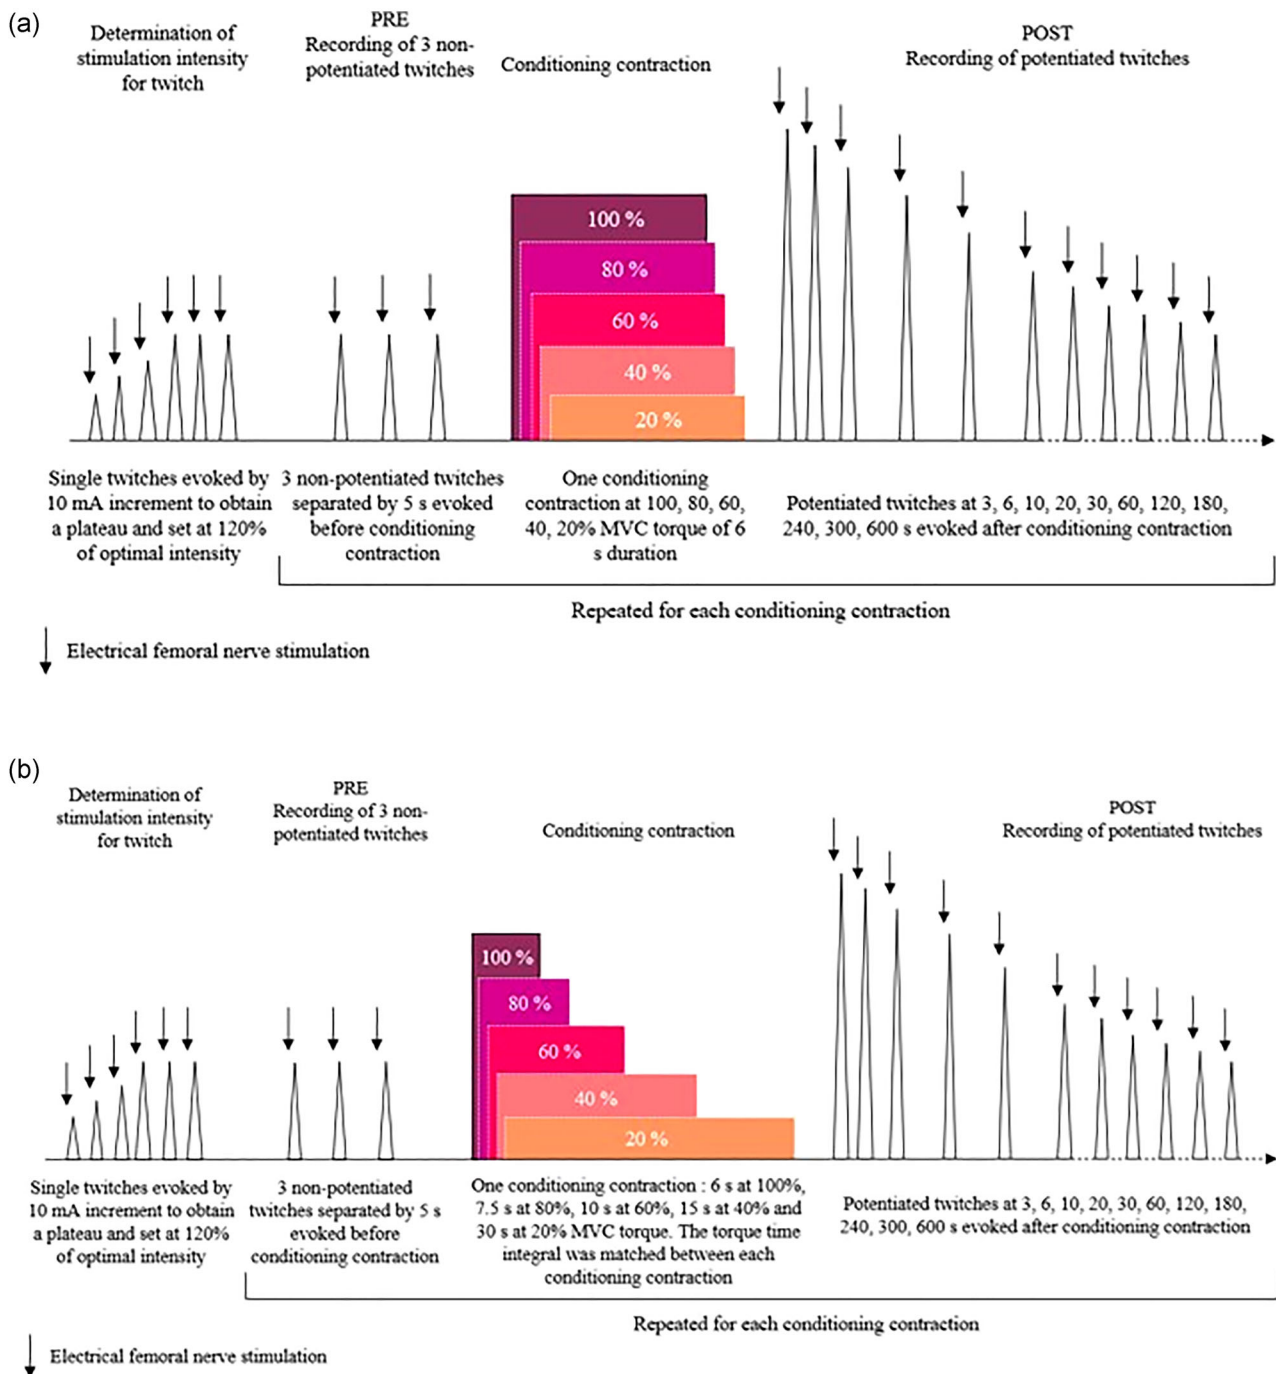 (a)
Determination of
stimulation intensity
for twitch
PRE
Recording of 3 non-
potentiated twitches
Conditioning contraction
POST
Recording of potentiated twitches
100 %
80 %
60 %
40 %
20 %
Single twitches evoked by
10 mA increment to obtain
a plateau and set at 120%
of optimal intensity
3 non-potentiated twitches
separated by 5 s evoked
before conditioning
contraction
One conditioning
contraction at 100, 80, 60,
40, 20% MVC torque of 6
s duration
Potentiated twitches at 3, 6, 10, 20, 30, 60, 120, 180,
240, 300, 600 s evoked after conditioning contraction
Repeated for each conditioning contraction
Electrical femoral nerve stimulation
(b)
Determination of
stimulation intensity
for twitch
PRE
Recording of 3 non-
potentiated twitches
Conditioning contraction
POST
Recording of potentiated twitches
100 %
80 %
60 %
40 %
20 %
Single twitches evoked by
10 mA increment to obtain
a plateau and set at 120%
of optimal intensity
3 non-potentiated
twitches separated by 5 s
evoked before
conditioning contraction
One conditioning contraction : 6 s at 100%,
7.5 s at 80%, 10 s at 60%, 15 s at 40% and
30 s at 20% MVC torque. The torque time
integral was matched between each
conditioning contraction
Potentiated twitches at 3, 6, 10, 20, 30, 60, 120, 180,
240, 300, 600 s evoked after conditioning contraction
Repeated for each conditioning contraction
Electrical femoral nerve stimulation